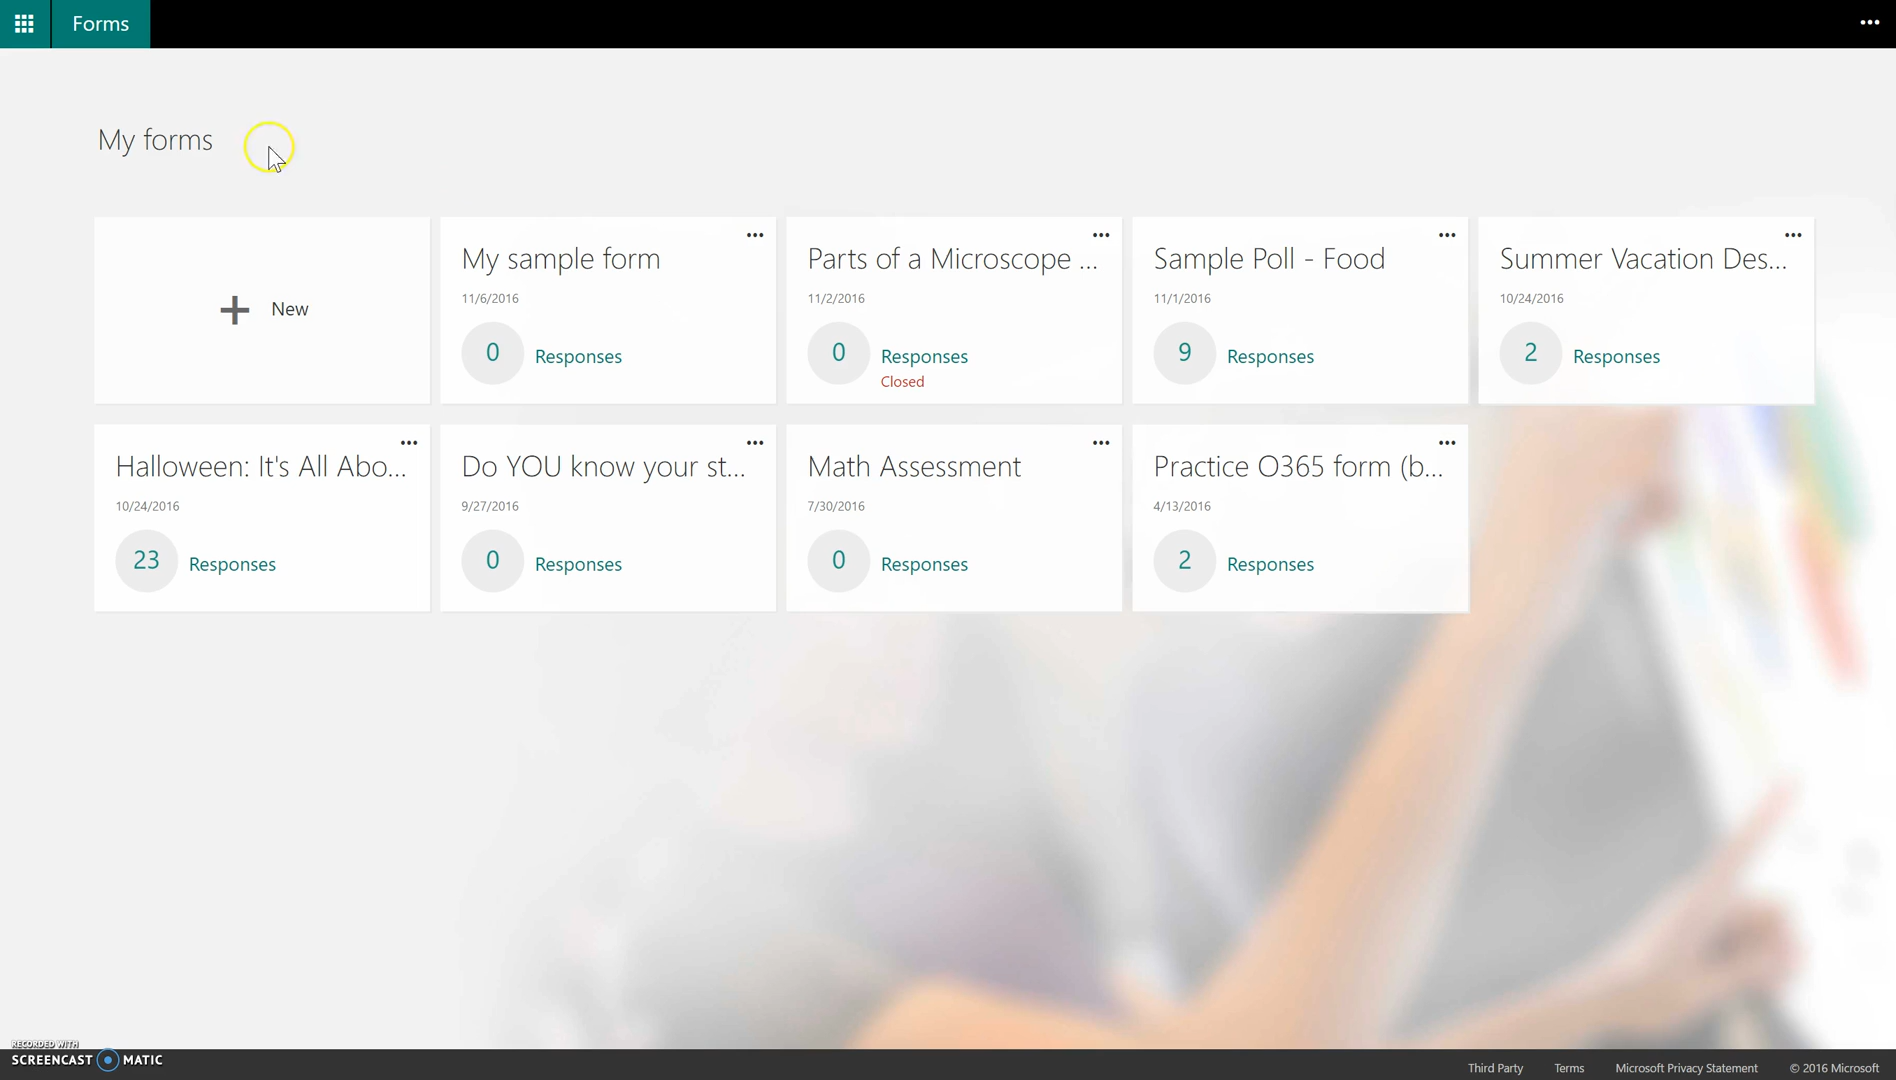 Forms
•••
My forms
+ New
•••
My sample form
11/6/2016
0 Responses
•••
Parts of a Microscope ...
11/2/2016
0 Responses
Closed
•••
Sample Poll - Food
11/1/2016
9 Responses
•••
Summer Vacation Des...
10/24/2016
2 Responses
•••
Halloween: It's All Abo...
10/24/2016
23 Responses
•••
Do YOU know your st...
9/27/2016
0 Responses
•••
Math Assessment
7/30/2016
0 Responses
•••
Practice O365 form (b...
4/13/2016
2 Responses
RECORDED WITH
SCREENCAST MATIC
Third Party Terms Microsoft Privacy Statement © 2016 Microsoft